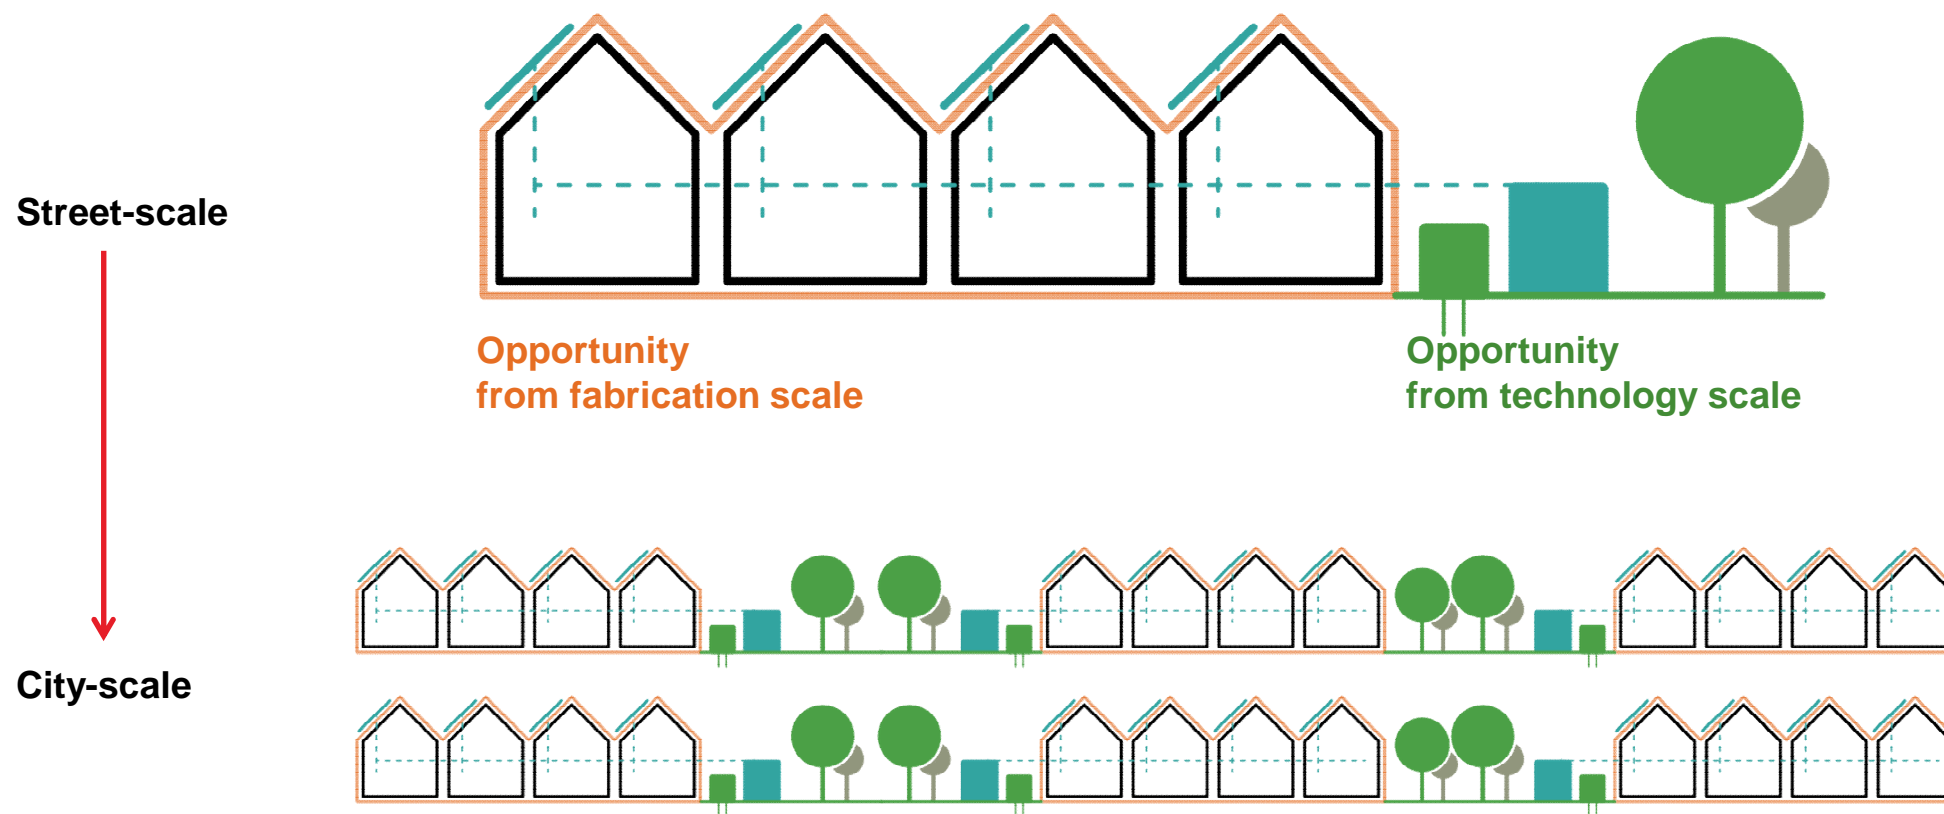 Street-scale
Opportunity
from fabrication scale
Opportunity
from technology scale
City-scale